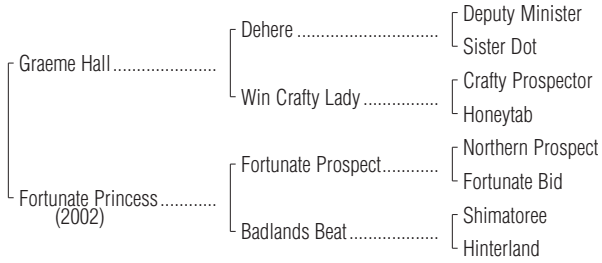 Deputy Minister
Dehere ..............................
Sister Dot
Graeme Hall......................
Crafty Prospector
Win Crafty Lady ................
Honeytab
Northern Prospect
Fortunate Prospect............
Fortunate Bid
Fortunate Princess............
(2002)
Shimatoree
Badlands Beat...................
Hinterland